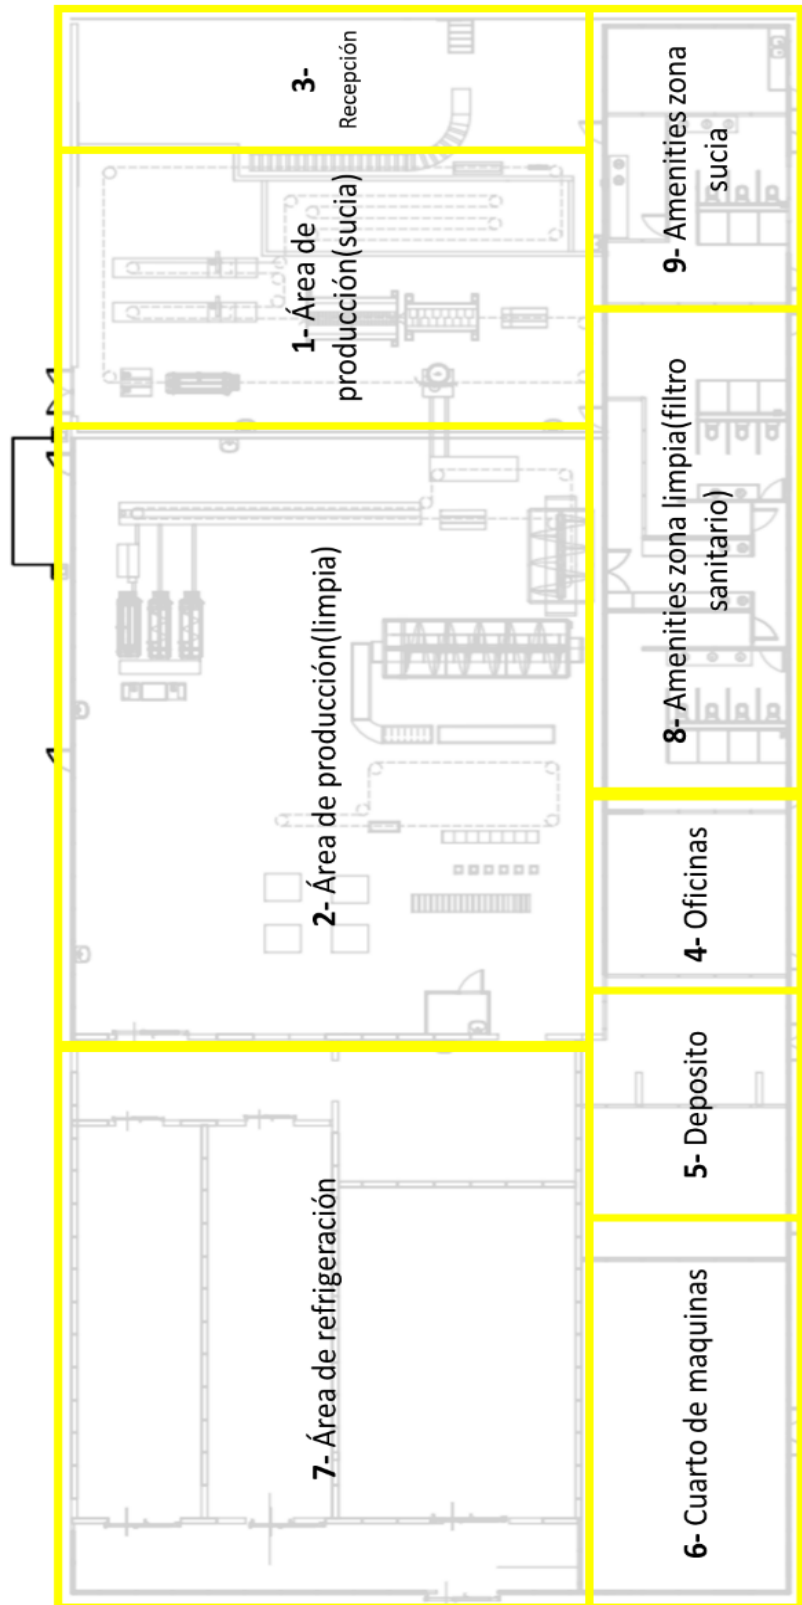 3-
Recepción
1- Área de
producción(sucia)
2- Área de producción(limpia)
7- Área de refrigeración
9- Amenities zona
sucia
8- Amenities zona limpia(filtro
sanitario)
4- Oficinas
5- Deposito
6- Cuarto de maquinas